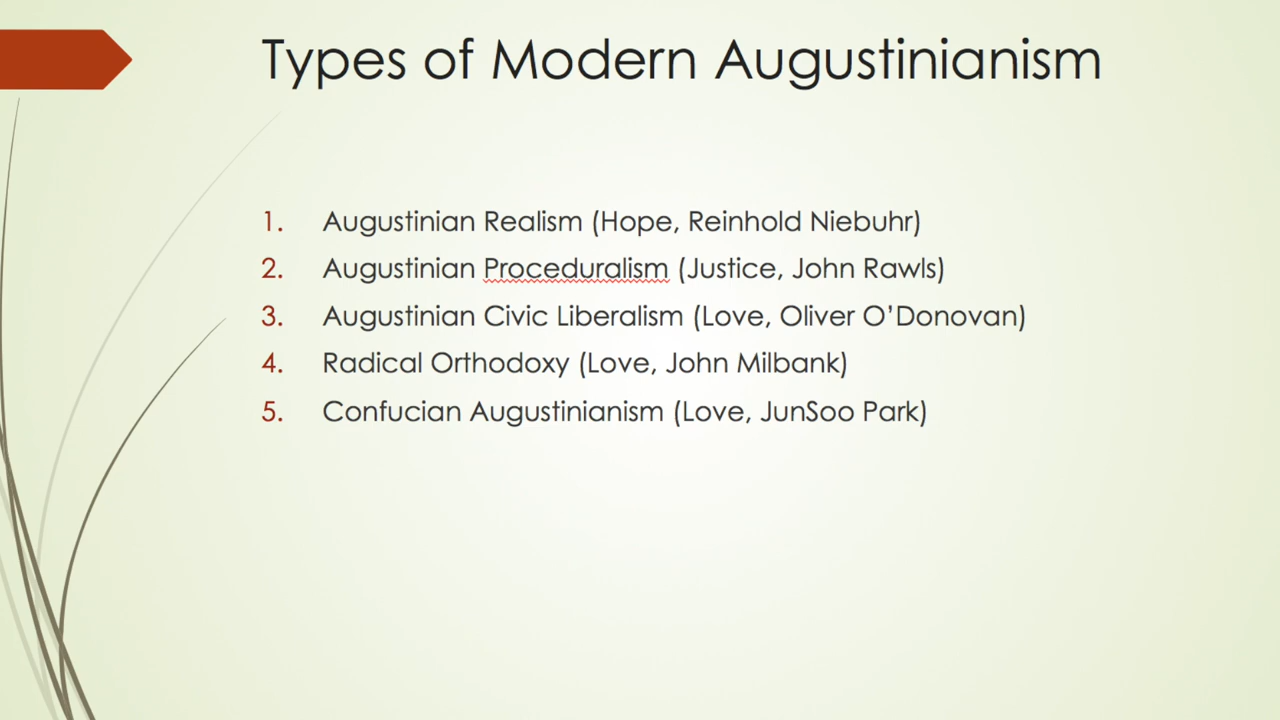 Types of Modern Augustinianism
1. Augustinian Realism (Hope, Reinhold Niebuhr)
2. Augustinian Proceduralism (Justice, John Rawls)
3. Augustinian Civic Liberalism (Love, Oliver O’Donovan)
4. Radical Orthodoxy (Love, John Milbank)
5. Confucian Augustinianism (Love, JunSoo Park)